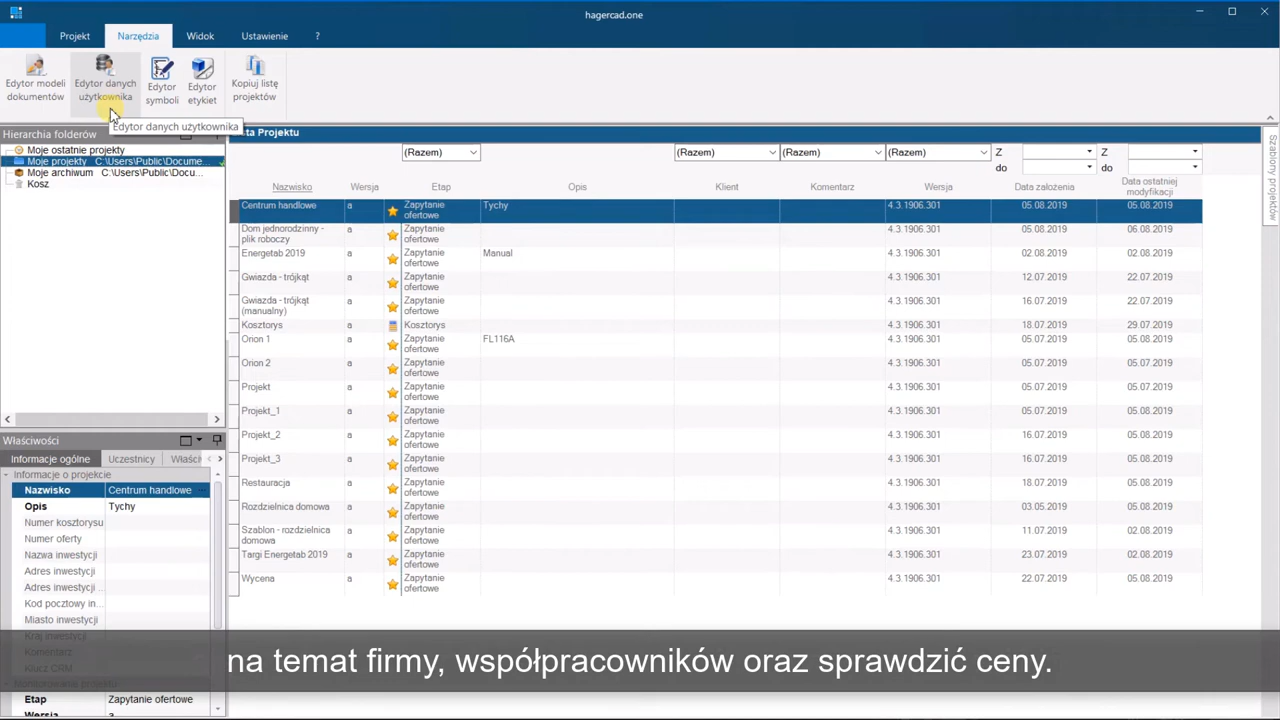 hagercad.one
Projekt Narzędzia Widok Ustawienie ?
Edytor modeli dokumentów
Edytor danych użytkownika
Edytor symboli
Edytor etykiet
Kopiuj listę projektów
Edytor danych użytkownika
Hierarchia folderów
Moje ostatnie projekty
Moje projekty C:\Users\Public\Docume...
Moje archiwum C:\Users\Public\Docu...
Kosz
ta Projektu
(Razem) (Razem) (Razem) (Razem) Z Z
do do
Nazwisko Wersja Etap Opis Klient Komentarz Wersja Data założenia Data ostatniej modyfikacji
Centrum handlowe a Zapytanie ofertowe Tychy 4.3.1906.301 05.08.2019 05.08.2019
Dom jednorodzinny - plik roboczy a Zapytanie ofertowe 4.3.1906.301 05.08.2019 06.08.2019
Energetab 2019 a Zapytanie ofertowe Manual 4.3.1906.301 02.08.2019 02.08.2019
Gwiazda - trójkąt a Zapytanie ofertowe 4.3.1906.301 12.07.2019 22.07.2019
Gwiazda - trójkąt (manualny) a Zapytanie ofertowe 4.3.1906.301 16.07.2019 22.07.2019
Kosztorys a Kosztorys 4.3.1906.301 18.07.2019 29.07.2019
Orion 1 a Zapytanie ofertowe FL116A 4.3.1906.301 05.07.2019 05.07.2019
Orion 2 a Zapytanie ofertowe 4.3.1906.301 05.07.2019 05.07.2019
Projekt a Zapytanie ofertowe 4.3.1906.301 05.07.2019 05.07.2019
Projekt_1 a Zapytanie ofertowe 4.3.1906.301 05.07.2019 05.07.2019
Projekt_2 a Zapytanie ofertowe 4.3.1906.301 16.07.2019 05.07.2019
Projekt_3 a Zapytanie ofertowe 4.3.1906.301 16.07.2019 05.08.2019
Restauracja a Zapytanie ofertowe 4.3.1906.301 18.07.2019 05.08.2019
Rozdzielnica domowa a Zapytanie ofertowe 4.3.1906.301 03.05.2019 05.08.2019
Szablon - rozdzielnica domowa a Zapytanie ofertowe 4.3.1906.301 11.07.2019 02.08.2019
Targi Energetab 2019 a Zapytanie ofertowe 4.3.1906.301 23.07.2019 02.08.2019
Wycena a Zapytanie ofertowe 4.3.1906.301 22.07.2019 05.08.2019
Szablony projektów
Właściwości
Informacje ogólne Uczestnicy Właści
Informacje o projekcie
Nazwisko Centrum handlowe ...
Opis Tychy
Numer kosztorysu
Numer oferty
Nazwa inwestycji
Adres inwestycji
Adres inwestycji ...
Kod pocztowy in...
Miasto inwestycji
Kraj inwestycji
Komentarz
Klucz CRM
Monitorowanie projektu
Etap Zapytanie ofertowe
Wersja a
na temat firmy, współpracowników oraz sprawdzić ceny.